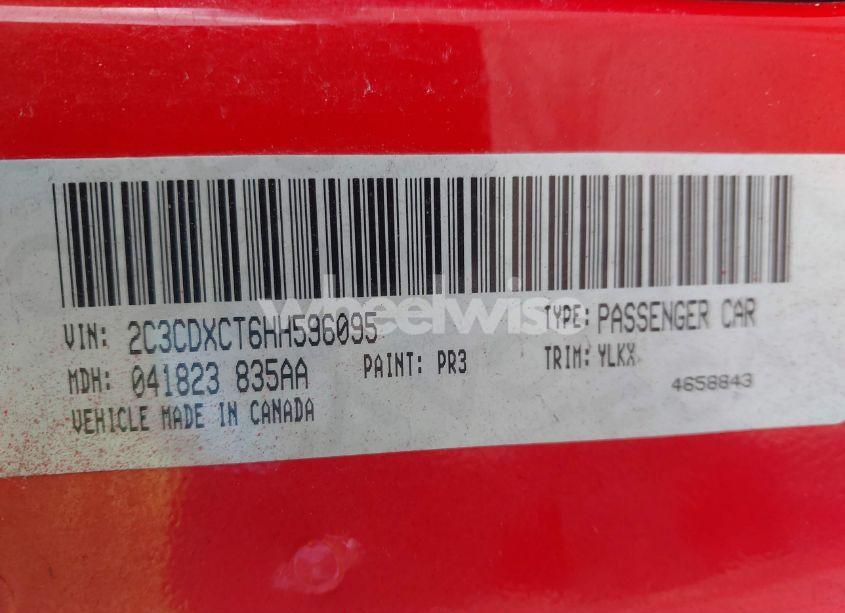 wheelwise
VIN: 2C3CDXCT6HH596095 TYPE: PASSENGER CAR
MDH: 041823 835AA PAINT: PR3 TRIM: YLKX
VEHICLE MADE IN CANADA 4658843